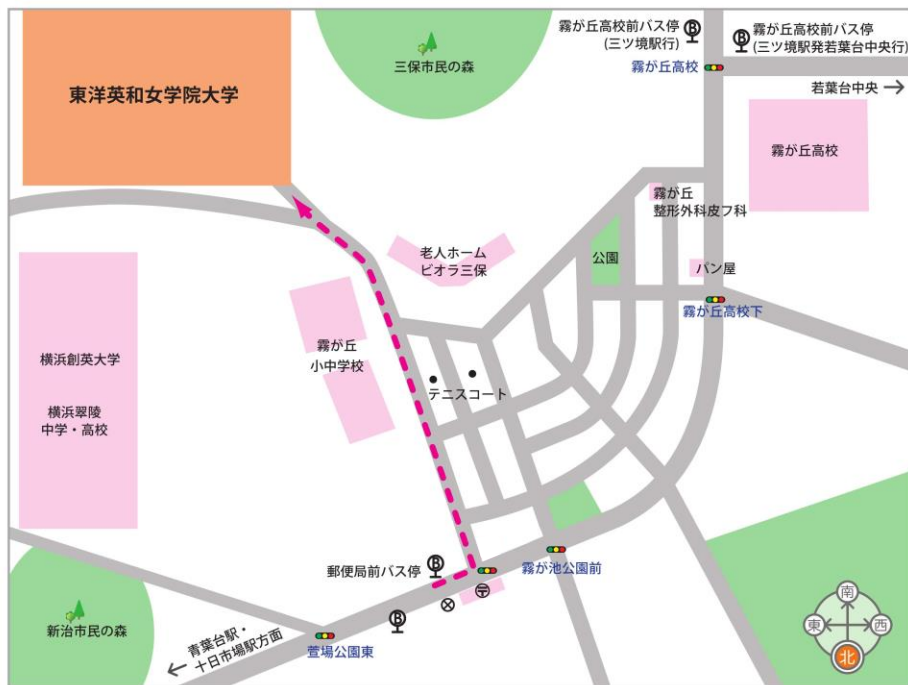 霧が丘高校前バス停
(三ツ境駅行)
霧が丘高校前バス停
(三ツ境駅発若葉台中央行)
霧が丘高校
若葉台中央
三保市民の森
東洋英和女学院大学
霧が丘高校
霧が丘
整形外科皮フ科
老人ホーム
ビオラ三保
公園
パン屋
霧が丘高校下
霧が丘
小中学校
横浜創英大学
横浜翠陵
中学・高校
テニスコート
郵便局前バス停
霧が池公園前
新治市民の森
青葉台駅・
十日市場駅方面
萱場公園東
南
東
西
北
B
B
B
B